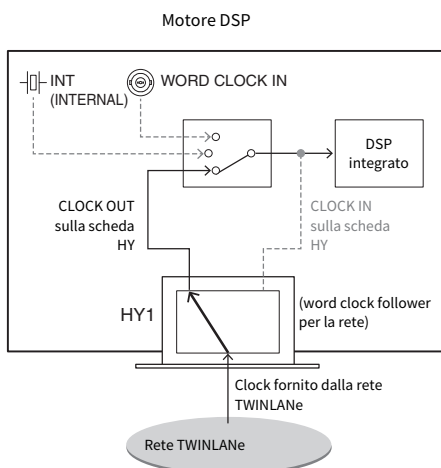 Motore DSP
INT
(INTERNAL)
WORD CLOCK IN
DSP
integrato
CLOCK OUT
sulla scheda
HY
CLOCK IN
sulla scheda
HY
HY1
(word clock follower
per la rete)
Clock fornito dalla rete
TWINLANe
Rete TWINLANe